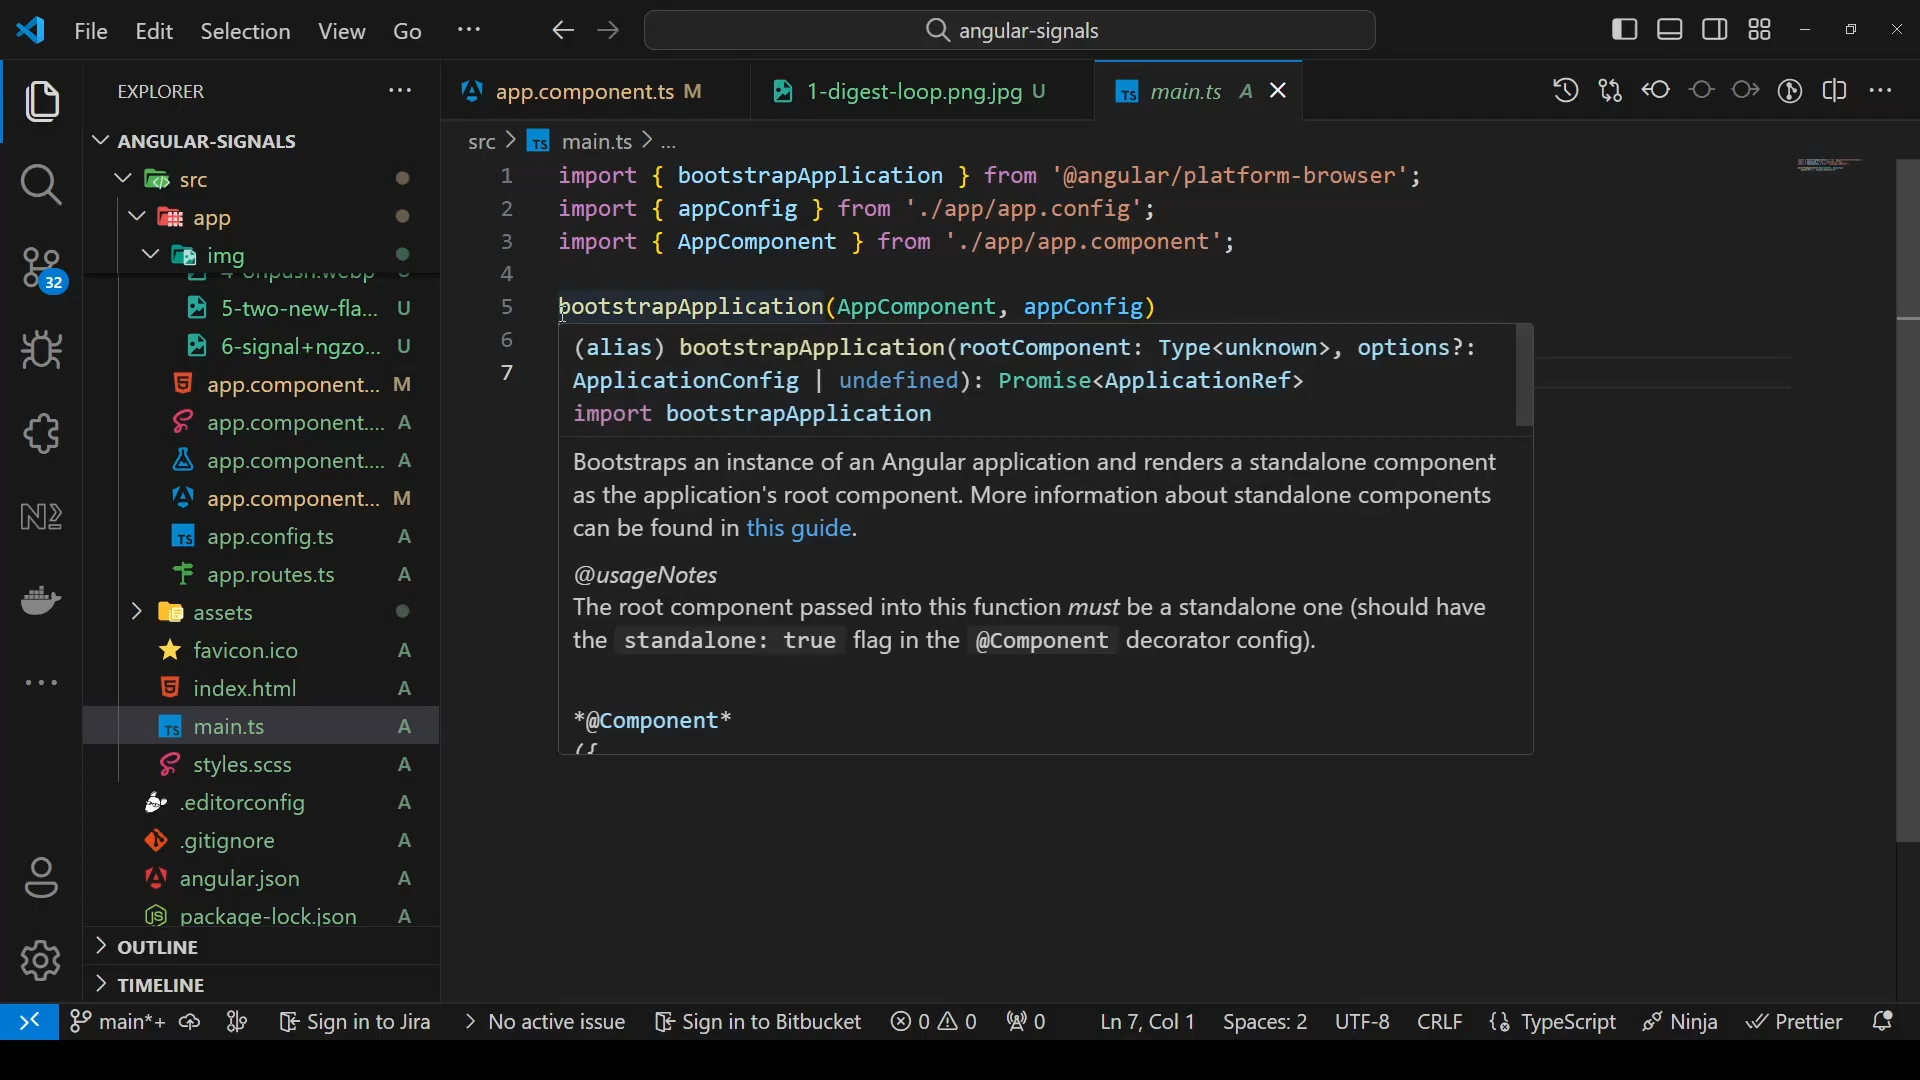 File Edit Selection View Go ...
angular-signals
EXPLORER
ANGULAR-SIGNALS
src
app
img
5-two-new-fla... U
6-signal+ngzo... U
app.component... M
app.component.... A
app.component.... A
app.component... M
app.config.ts A
app.routes.ts A
assets
favicon.ico A
index.html A
main.ts A
styles.scss A
.editorconfig A
.gitignore A
angular.json A
package-lock.json A
OUTLINE
TIMELINE
32
app.component.ts M
1-digest-loop.png.jpg U
TS main.ts A
src > TS main.ts > ...
1 import { bootstrapApplication } from '@angular/platform-browser';
2 import { appConfig } from './app/app.config';
3 import { AppComponent } from './app/app.component';
4
5 bootstrapApplication(AppComponent, appConfig)
6
7
(alias) bootstrapApplication(rootComponent: Type<unknown>, options?:
ApplicationConfig | undefined): Promise<ApplicationRef>
import bootstrapApplication
Bootstraps an instance of an Angular application and renders a standalone component
as the application's root component. More information about standalone components
can be found in this guide.
@usageNotes
The root component passed into this function must be a standalone one (should have
the standalone: true flag in the @Component decorator config).
*@Component*
({
main*+ Sign in to Jira > No active issue Sign in to Bitbucket 0 0 0 Ln 7, Col 1 Spaces: 2 UTF-8 CRLF {} TypeScript Ninja Prettier